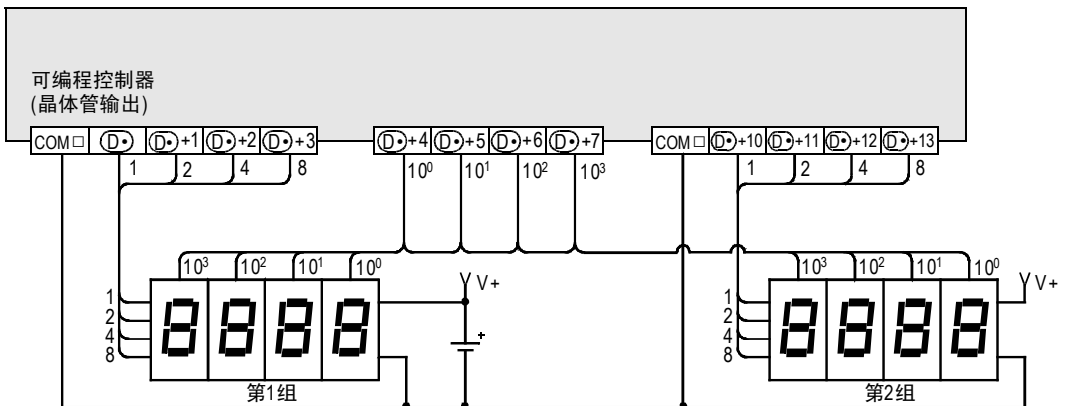 可编程控制器
(晶体管输出)
COM□ D• D•+1 D•+2 D•+3 D•+4 D•+5 D•+6 D•+7 COM□ D•+10 D•+11 D•+12 D•+13
1 2 4 8 10⁰ 10¹ 10² 10³ 1 2 4 8
10³ 10² 10¹ 10⁰ V+ 10³ 10² 10¹ 10⁰ V+
1 8888 + 1 8888
2 2
4 4
8 8
第1组 第2组